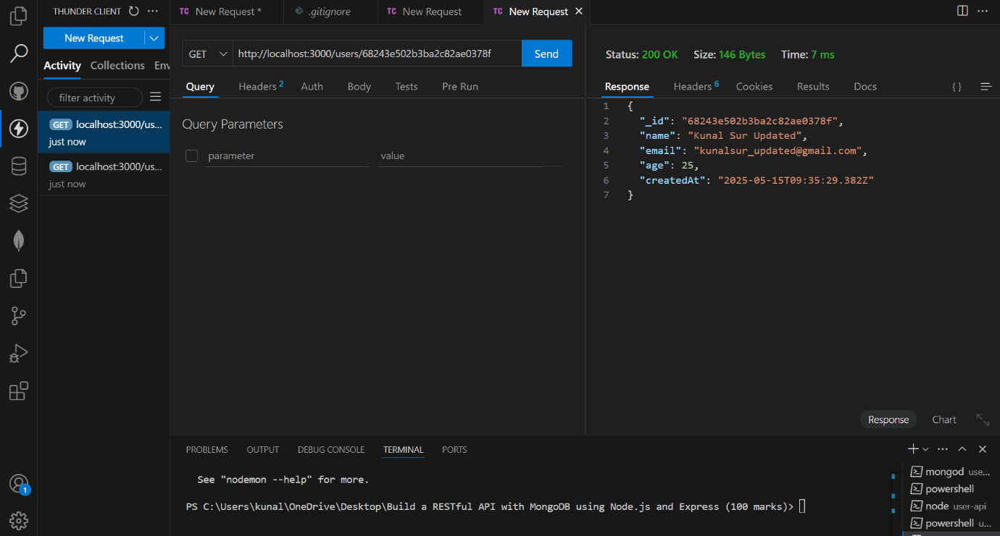 THUNDER CLIENT
New Request
Activity Collections Env
filter activity
GET localhost:3000/us...
just now
GET localhost:3000/us...
just now
1
TC New Request *
.gitignore
TC New Request
TC New Request
GET http://localhost:3000/users/68243e502b3ba2c82ae0378f Send
Query Headers 2 Auth Body Tests Pre Run
Query Parameters
parameter value
Status: 200 OK Size: 146 Bytes Time: 7 ms
Response Headers 6 Cookies Results Docs { }
1 {
2 "_id": "68243e502b3ba2c82ae0378f",
3 "name": "Kunal Sur Updated",
4 "email": "kunalsur_updated@gmail.com",
5 "age": 25,
6 "createdAt": "2025-05-15T09:35:29.382Z"
7 }
Response Chart
PROBLEMS OUTPUT DEBUG CONSOLE TERMINAL PORTS
See "nodemon --help" for more.
PS C:\Users\kunal\OneDrive\Desktop\Build a RESTful API with MongoDB using Node.js and Express (100 marks)>
mongod use...
powershell
node user-api
powershell u...